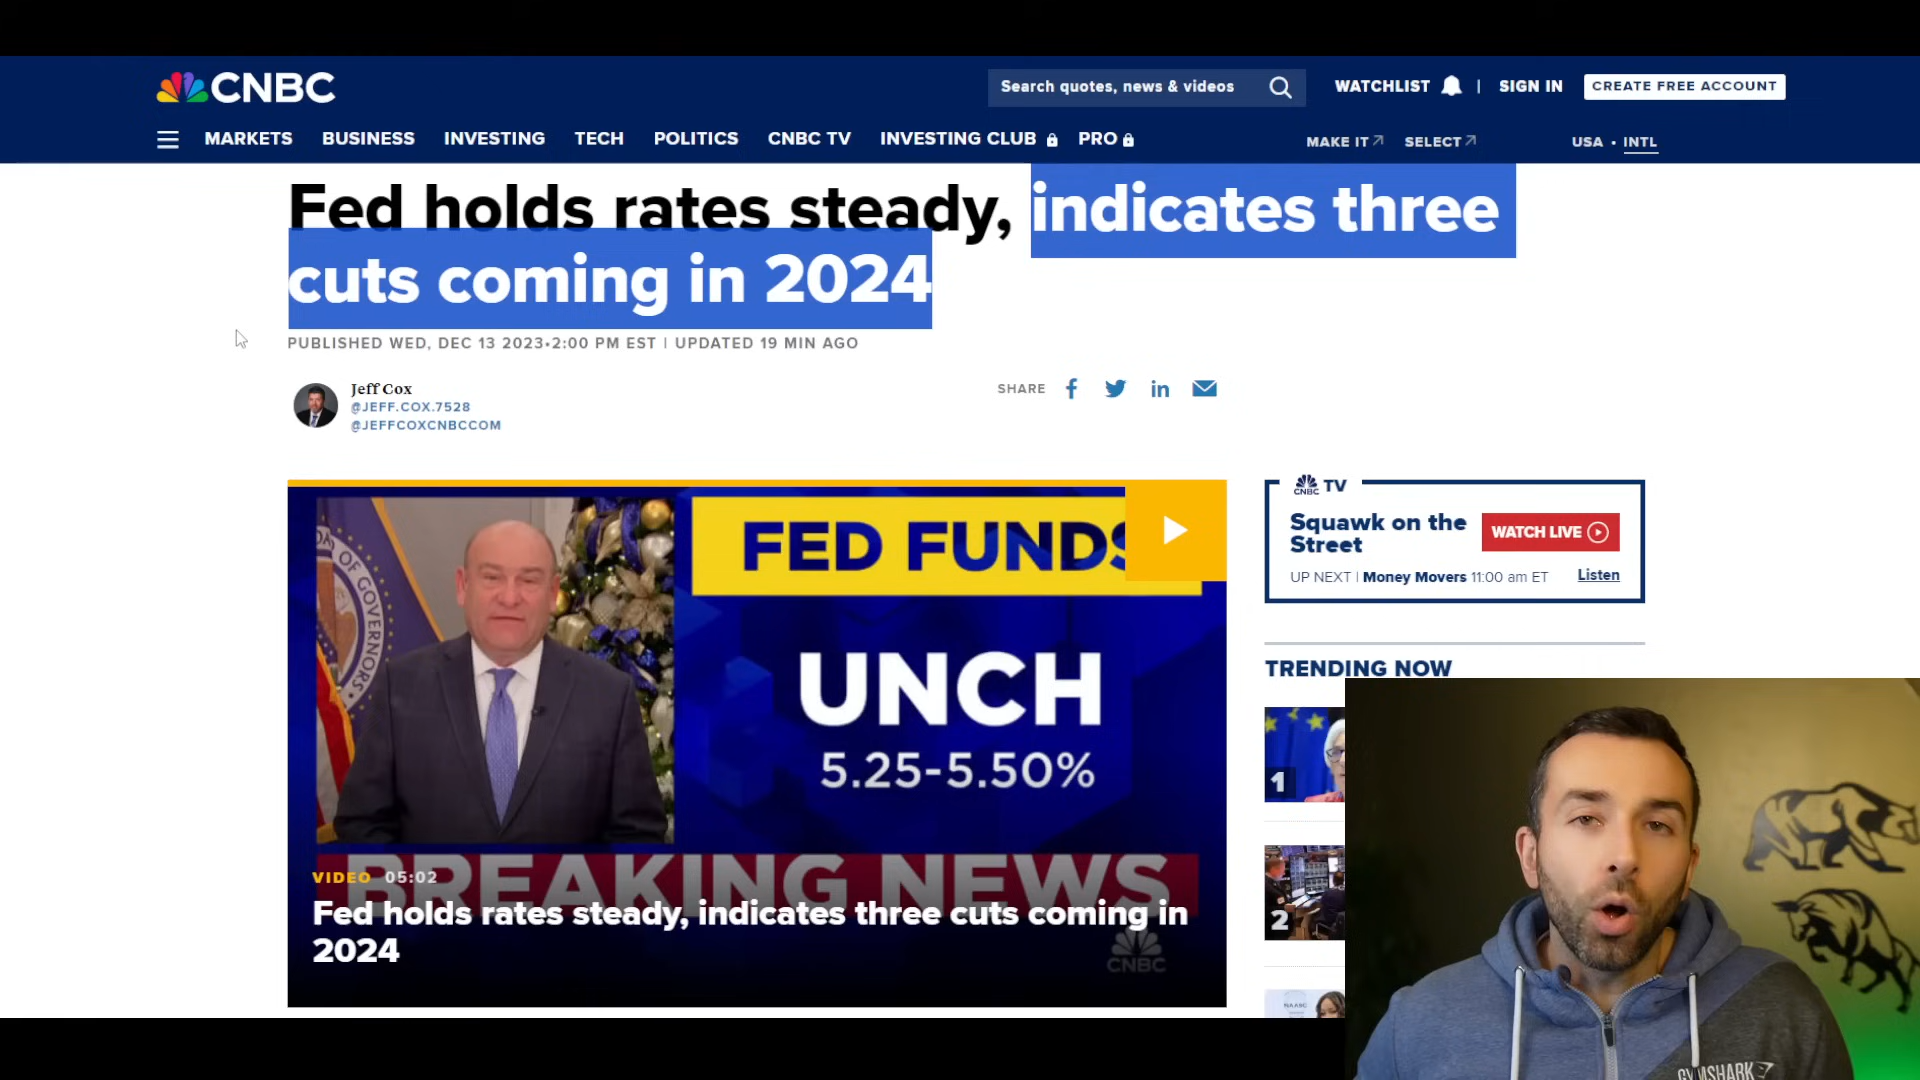 CNBC
Search quotes, news & videos
WATCHLIST
|
SIGN IN
CREATE FREE ACCOUNT
MARKETS
BUSINESS
INVESTING
TECH
POLITICS
CNBC TV
INVESTING CLUB
PRO
MAKE IT
SELECT
USA • INTL
Fed holds rates steady, indicates three
cuts coming in 2024
PUBLISHED WED, DEC 13 2023•2:00 PM EST | UPDATED 19 MIN AGO
Jeff Cox
@JEFF.COX.7528
@JEFFCOXCNBCCOM
SHARE
OF GOVERNORS
FED FUNDS
UNCH
5.25-5.50%
BREAKING NEWS
VIDEO 05:02
Fed holds rates steady, indicates three cuts coming in
2024
CNBC
CNBC TV
Squawk on the
Street
WATCH LIVE
UP NEXT | Money Movers 11:00 am ET
Listen
TRENDING NOW
1
2
GYMSHARK